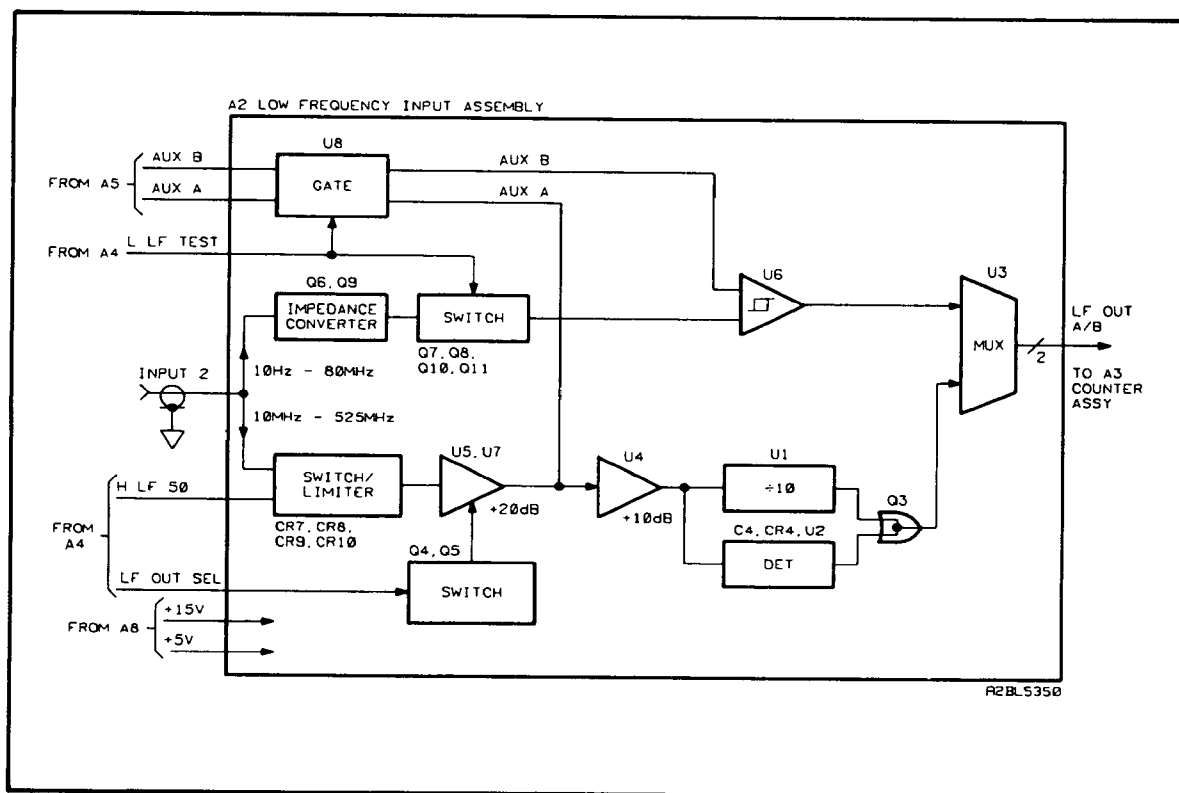 A2 LOW FREQUENCY INPUT ASSEMBLY
U8
AUX B
AUX B
FROM A5
AUX A
GATE
AUX A
L LF TEST
FROM A4
Q6, Q9
U6
U3
IMPEDANCE
CONVERTER
SWITCH
LF OUT
A/B
MUX
2
Q7, Q8,
Q10, Q11
INPUT 2
10Hz - 80MHz
TO A3
COUNTER
ASSY
10MHz - 525MHz
U5, U7
U4
U1
H LF 50
SWITCH/
LIMITER
÷10
Q3
+20dB
+10dB
FROM
A4
CR7, CR8,
CR9, CR10
C4, CR4, U2
Q4, Q5
DET
LF OUT SEL
SWITCH
+15V
FROM A8
+5V
A2BL5350